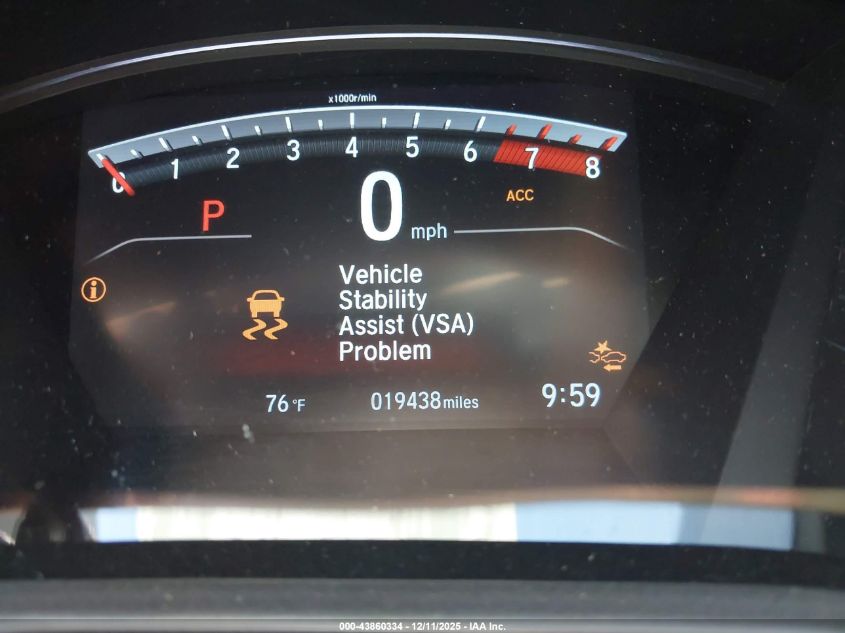 x1000r/min
0 1 2 3 4 5 6 7 8
P
0 mph
ACC
Vehicle
Stability
Assist (VSA)
Problem
76 °F
019438 miles
9:59
000-43860334 - 12/11/2025 - IAA Inc.